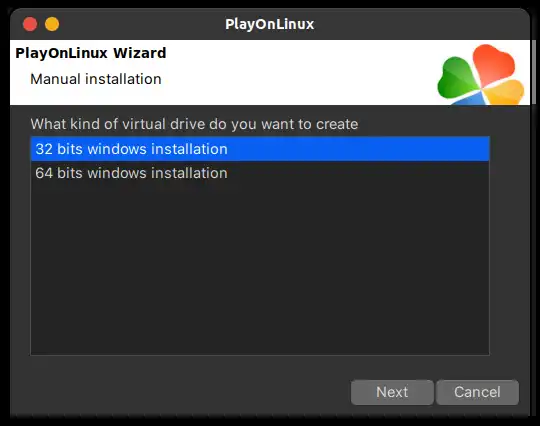 PlayOnLinux
PlayOnLinux Wizard
Manual installation
What kind of virtual drive do you want to create
32 bits windows installation
64 bits windows installation
Next
Cancel